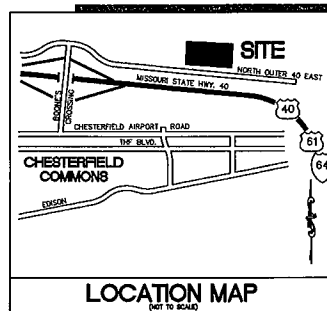 SITE
NORTH OUTER 40 EAST
MISSOURI STATE HWY. 40
BOONE'S
CROSSING
40
CHESTERFIELD AIRPORT ROAD
THF BLVD.
61
CHESTERFIELD
COMMONS
64
EDISON
LOCATION MAP
(NOT TO SCALE)